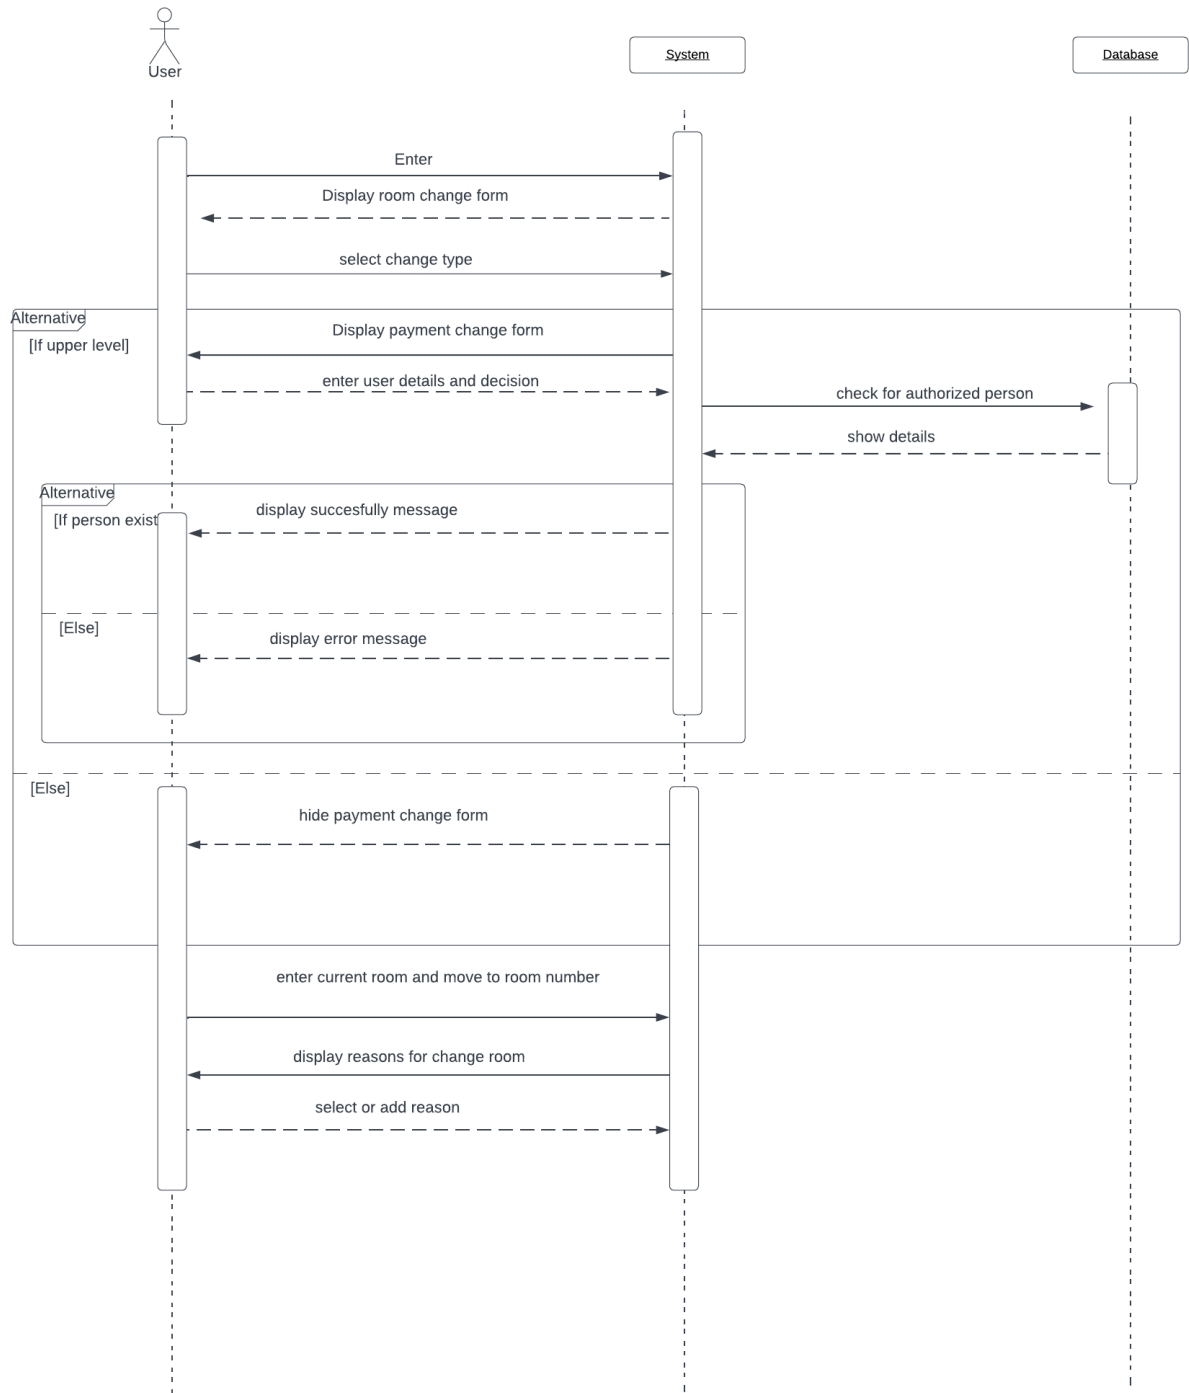 User
System
Database
Enter
Display room change form
select change type
Alternative
Display payment change form
[If upper level]
enter user details and decision
check for authorized person
show details
Alternative
display succesfully message
[If person exist
[Else]
display error message
[Else]
hide payment change form
enter current room and move to room number
display reasons for change room
select or add reason